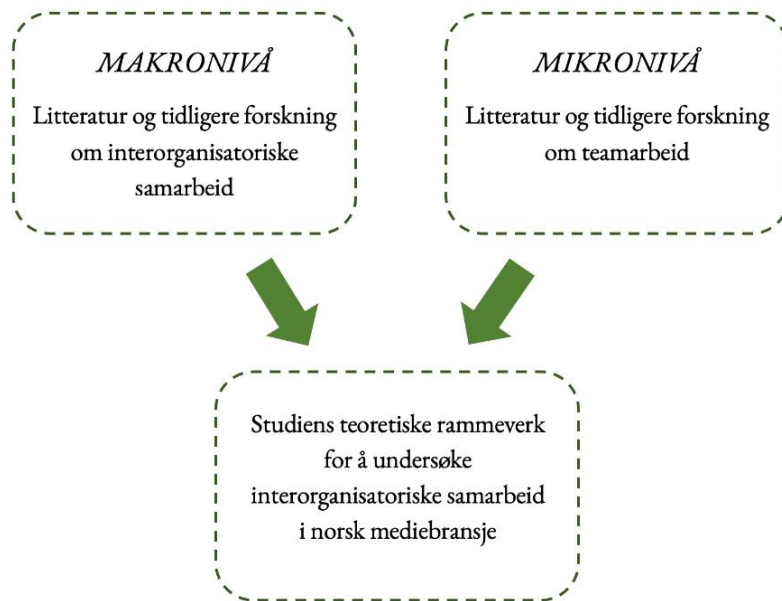 MAKRONIVÅ
Litteratur og tidligere forskning
om interorganisatoriske
samarbeid
MIKRONIVÅ
Litteratur og tidligere forskning
om teamarbeid
Studiens teoretiske rammeverk
for å undersøke
interorganisatoriske samarbeid
i norsk mediebransje